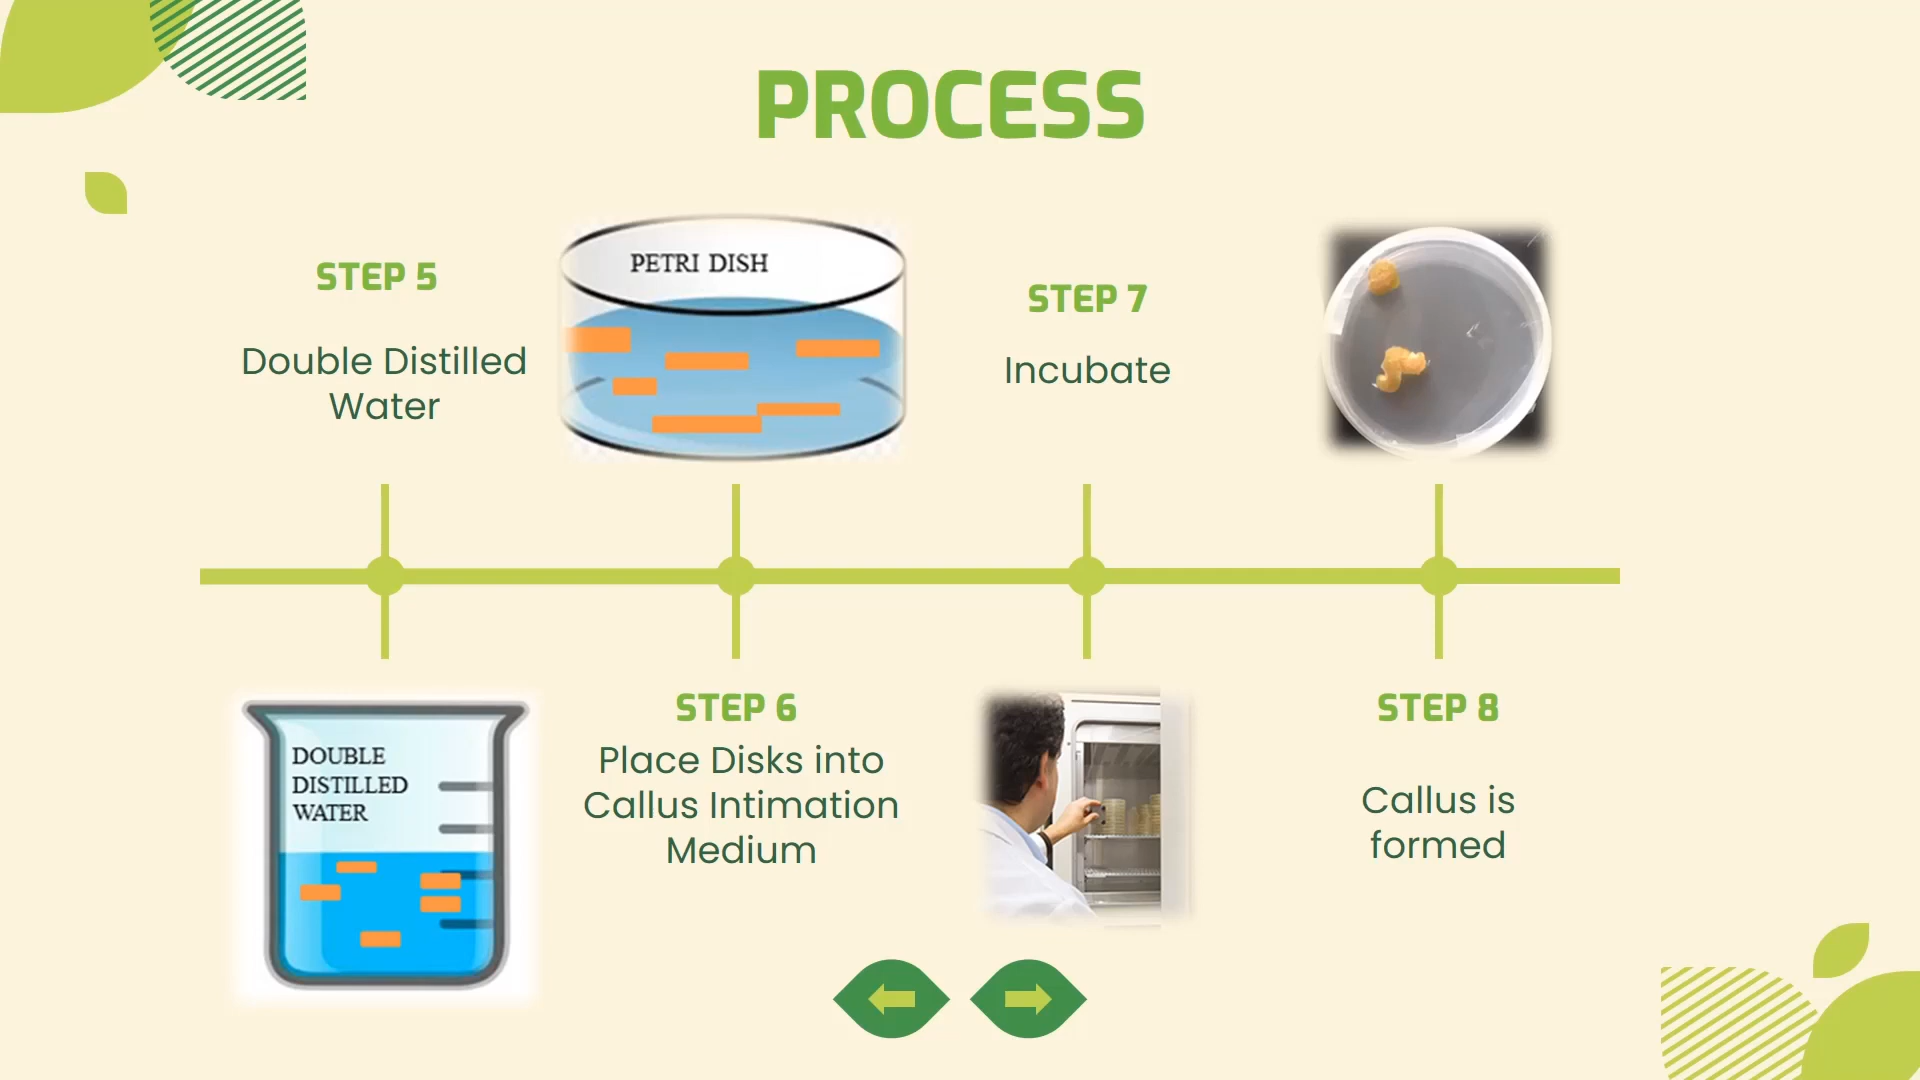 PROCESS
STEP 5
Double Distilled
Water
PETRI DISH
STEP 7
Incubate
DOUBLE
DISTILLED
WATER
STEP 6
Place Disks into
Callus Intimation
Medium
STEP 8
Callus is
formed